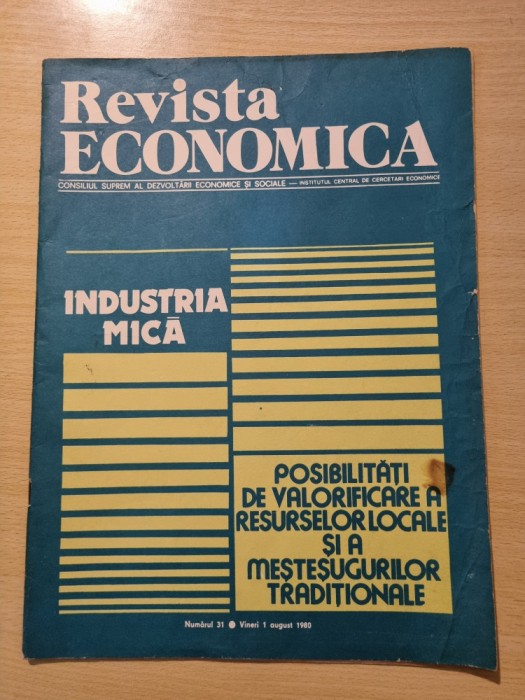 Revista
ECONOMICĂ
CONSILIUL SUPREM AL DEZVOLTĂRII ECONOMICE ȘI SOCIALE — INSTITUTUL CENTRAL DE CERCETĂRI ECONOMICE
INDUSTRIA
MICĂ
POSIBILITĂȚI
DE VALORIFICARE A
RESURSELOR LOCALE
ȘI A
MEȘTEȘUGURILOR
TRADIȚIONALE
Numărul 31 ● Vineri 1 august 1980